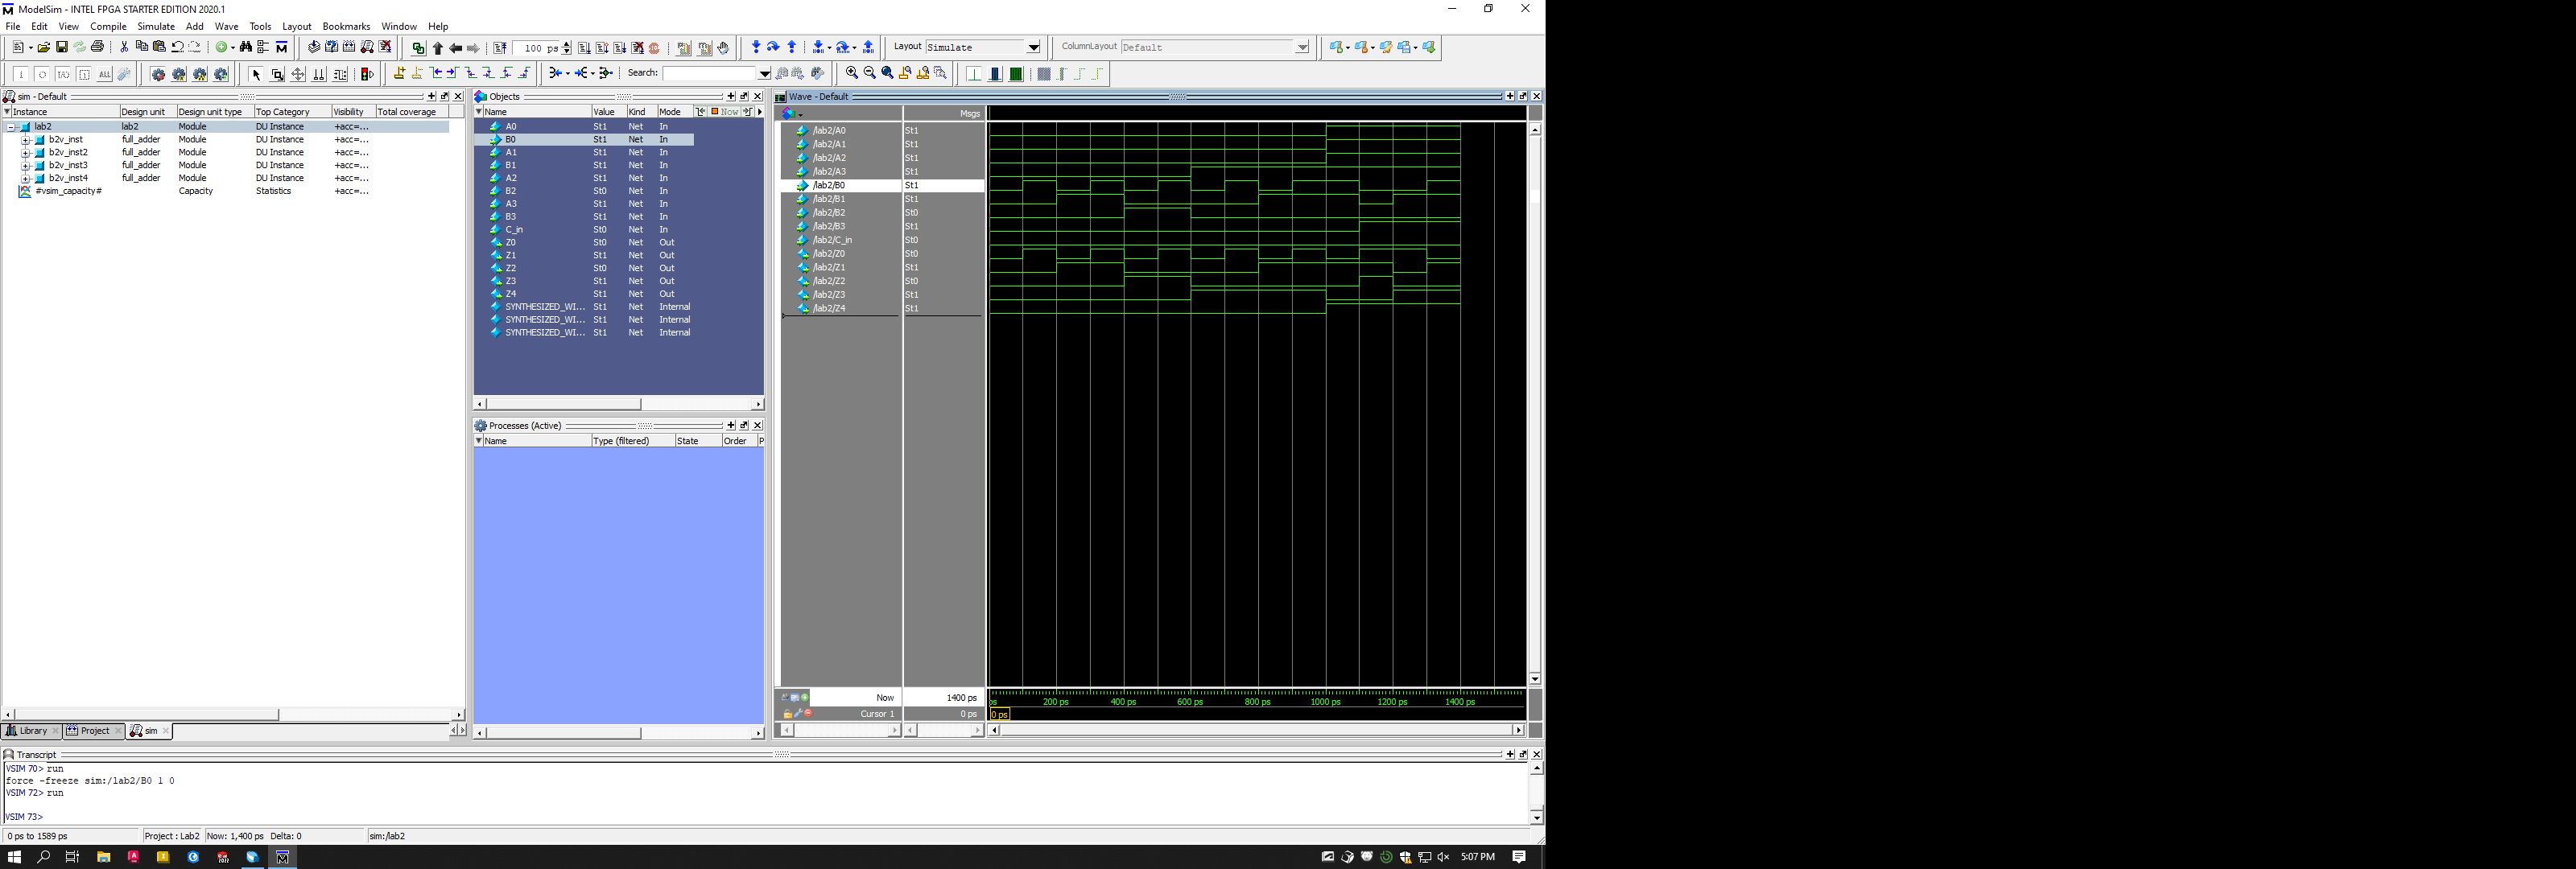 ModelSim - INTEL FPGA STARTER EDITION 2020.1
File Edit View Compile Simulate Add Wave Tools Layout Bookmarks Window Help
100 ps
Layout Simulate
ColumnLayout Default
ALL
Search:
sim - Default
Instance Design unit Design unit type Top Category Visibility Total coverage
lab2 lab2 Module DU Instance +acc=...
b2v_inst full_adder Module DU Instance +acc=...
b2v_inst2 full_adder Module DU Instance +acc=...
b2v_inst3 full_adder Module DU Instance +acc=...
b2v_inst4 full_adder Module DU Instance +acc=...
#vsim_capacity# Capacity Statistics +acc=...
Library Project sim
Objects
Name Value Kind Mode Now
A0 St1 Net In
B0 St1 Net In
A1 St1 Net In
B1 St1 Net In
A2 St1 Net In
B2 St0 Net In
A3 St1 Net In
B3 St1 Net In
C_in St0 Net In
Z0 St0 Net Out
Z1 St1 Net Out
Z2 St0 Net Out
Z3 St1 Net Out
Z4 St1 Net Out
SYNTHESIZED_WI... St1 Net Internal
SYNTHESIZED_WI... St1 Net Internal
SYNTHESIZED_WI... St1 Net Internal
Processes (Active)
Name Type (filtered) State Order P
Wave - Default
Msgs
/lab2/A0 St1
/lab2/A1 St1
/lab2/A2 St1
/lab2/A3 St1
/lab2/B0 St1
/lab2/B1 St1
/lab2/B2 St0
/lab2/B3 St1
/lab2/C_in St0
/lab2/Z0 St0
/lab2/Z1 St1
/lab2/Z2 St0
/lab2/Z3 St1
/lab2/Z4 St1
Now 1400 ps
ps 200 ps 400 ps 600 ps 800 ps 1000 ps 1200 ps 1400 ps
Cursor 1 0 ps 0 ps
Transcript
VSIM 70> run
force -freeze sim:/lab2/B0 1 0
VSIM 72> run
VSIM 73>
0 ps to 1589 ps Project : Lab2 Now: 1,400 ps Delta: 0 sim:/lab2
5:07 PM